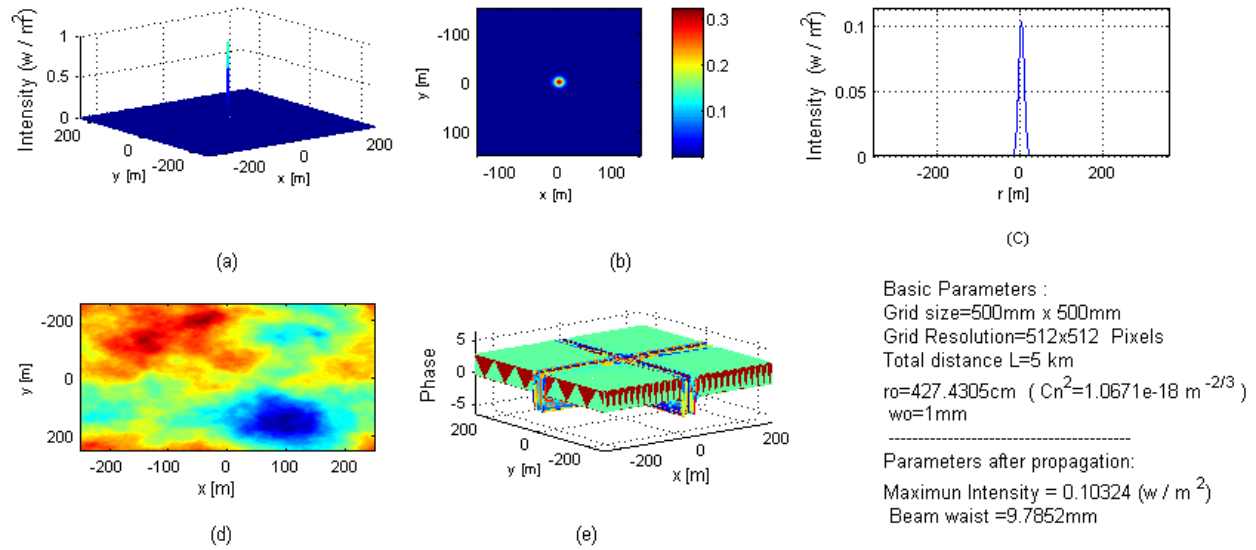 Intensity (w / m²)
1
0.5
0
200
0
-200
y [m]
-200
0
200
x [m]
(a)
y [m]
-100
0
100
-100 0 100
x [m]
0.3
0.2
0.1
(b)
Intensity (w / m²)
0.1
0.05
0
-200 0 200
r [m]
(C)
y [m]
-200
0
200
-200 -100 0 100 200
x [m]
(d)
Phase
5
0
-5
200
0
-200
y [m]
-200
0
200
x [m]
(e)
Basic Parameters :
Grid size=500mm x 500mm
Grid Resolution=512x512 Pixels
Total distance L=5 km
ro=427.4305cm ( Cn²=1.0671e-18 m⁻²/³)
wo=1mm
----------------------------------------
Parameters after propagation:
Maximun Intensity = 0.10324 (w / m ²)
Beam waist =9.7852mm